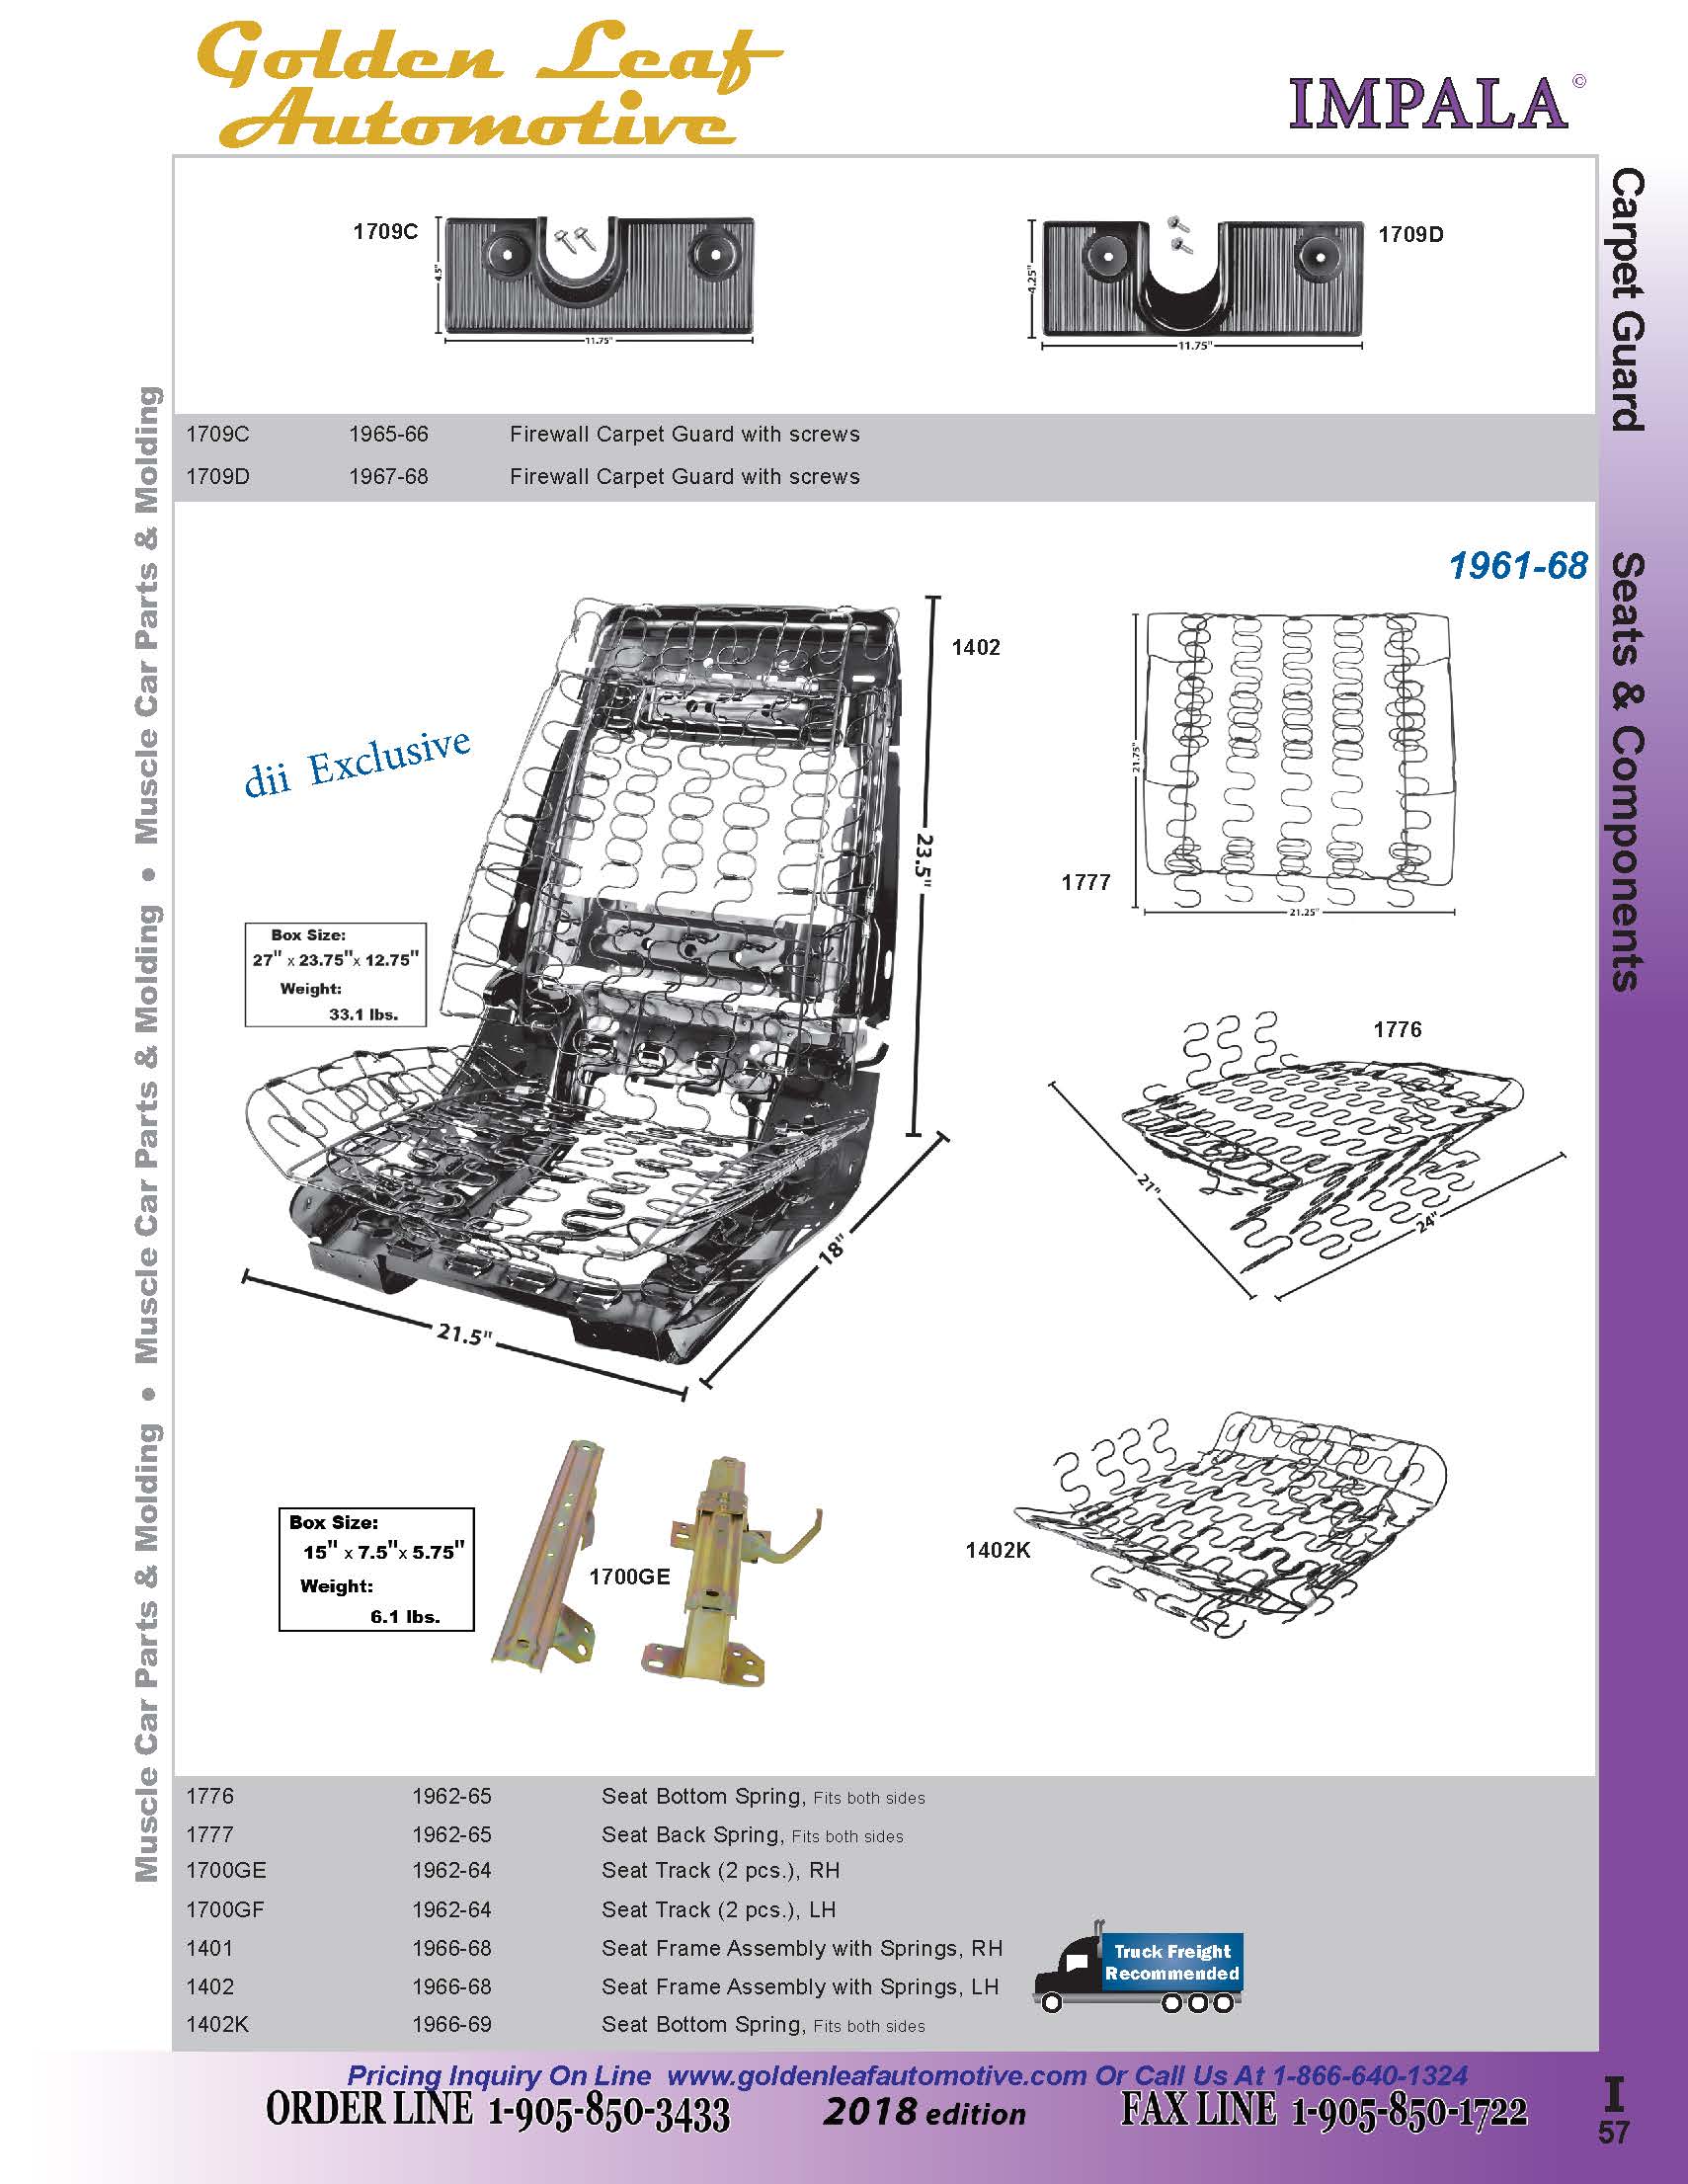 Golden Leaf
Automotive
IMPALA©
Carpet Guard
Seats & Components
Muscle Car Parts & Molding • Muscle Car Parts & Molding • Muscle Car Parts & Molding
1709C
4.5"
11.75"
4.25"
11.75"
1709D
1709C 1965-66 Firewall Carpet Guard with screws
1709D 1967-68 Firewall Carpet Guard with screws
1961-68
dii Exclusive
1402
23.5"
18"
21.5"
Box Size:
27" x 23.75"x 12.75"
Weight:
33.1 lbs.
21.75"
1777
21.25"
1776
21"
24"
Box Size:
15" x 7.5"x 5.75"
Weight:
6.1 lbs.
1700GE
1402K
1776 1962-65 Seat Bottom Spring, Fits both sides
1777 1962-65 Seat Back Spring, Fits both sides
1700GE 1962-64 Seat Track (2 pcs.), RH
1700GF 1962-64 Seat Track (2 pcs.), LH
1401 1966-68 Seat Frame Assembly with Springs, RH
1402 1966-68 Seat Frame Assembly with Springs, LH
1402K 1966-69 Seat Bottom Spring, Fits both sides
Truck Freight
Recommended
Pricing Inquiry On Line www.goldenleafautomotive.com Or Call Us At 1-866-640-1324
ORDER LINE 1-905-850-3433 2018 edition FAX LINE 1-905-850-1722
I
57